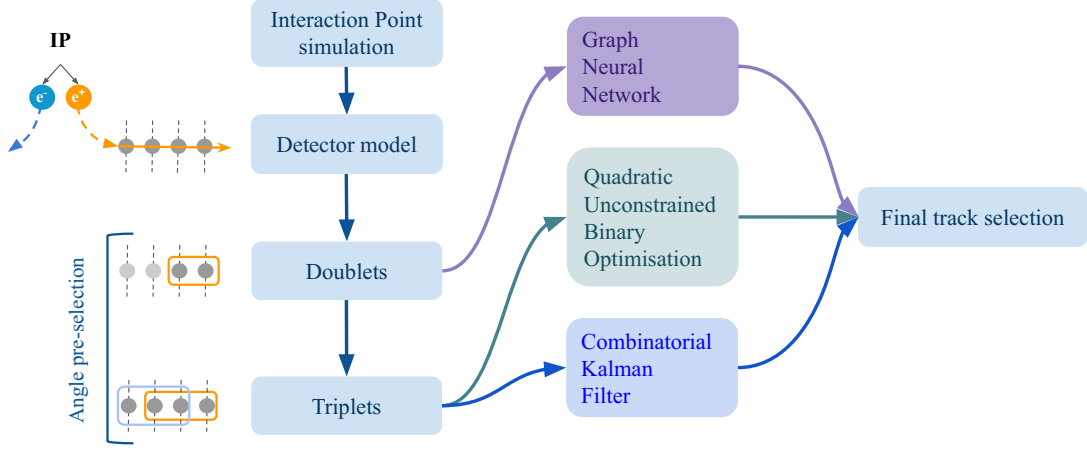 IP
e-
e+
Interaction Point
simulation
Detector model
Angle pre-selection
Doublets
Triplets
Graph
Neural
Network
Quadratic
Unconstrained
Binary
Optimisation
Combinatorial
Kalman
Filter
Final track selection